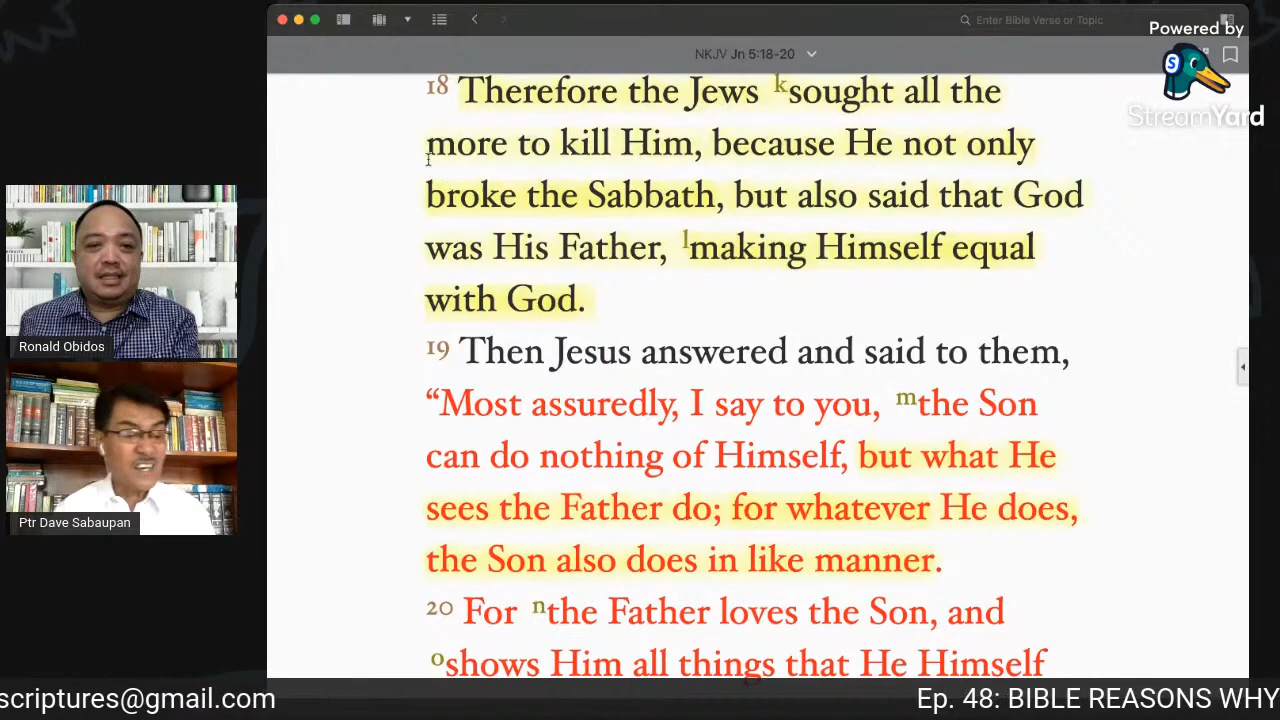 Enter Bible Verse or Topic
Powered by
StreamYard
NKJV Jn 5:18-20
18 Therefore the Jews ksought all the
more to kill Him, because He not only
broke the Sabbath, but also said that God
was His Father, lmaking Himself equal
with God.
19 Then Jesus answered and said to them,
“Most assuredly, I say to you, mthe Son
can do nothing of Himself, but what He
sees the Father do; for whatever He does,
the Son also does in like manner.
20 For nthe Father loves the Son, and
oshows Him all things that He Himself
Ronald Obidos
Ptr Dave Sabaupan
scriptures@gmail.com
Ep. 48: BIBLE REASONS WHY